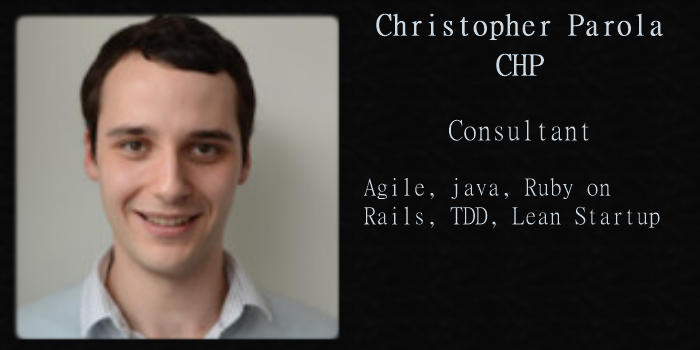 Christopher Parola
CHP
Consultant
Agile, java, Ruby on
Rails, TDD, Lean Startup